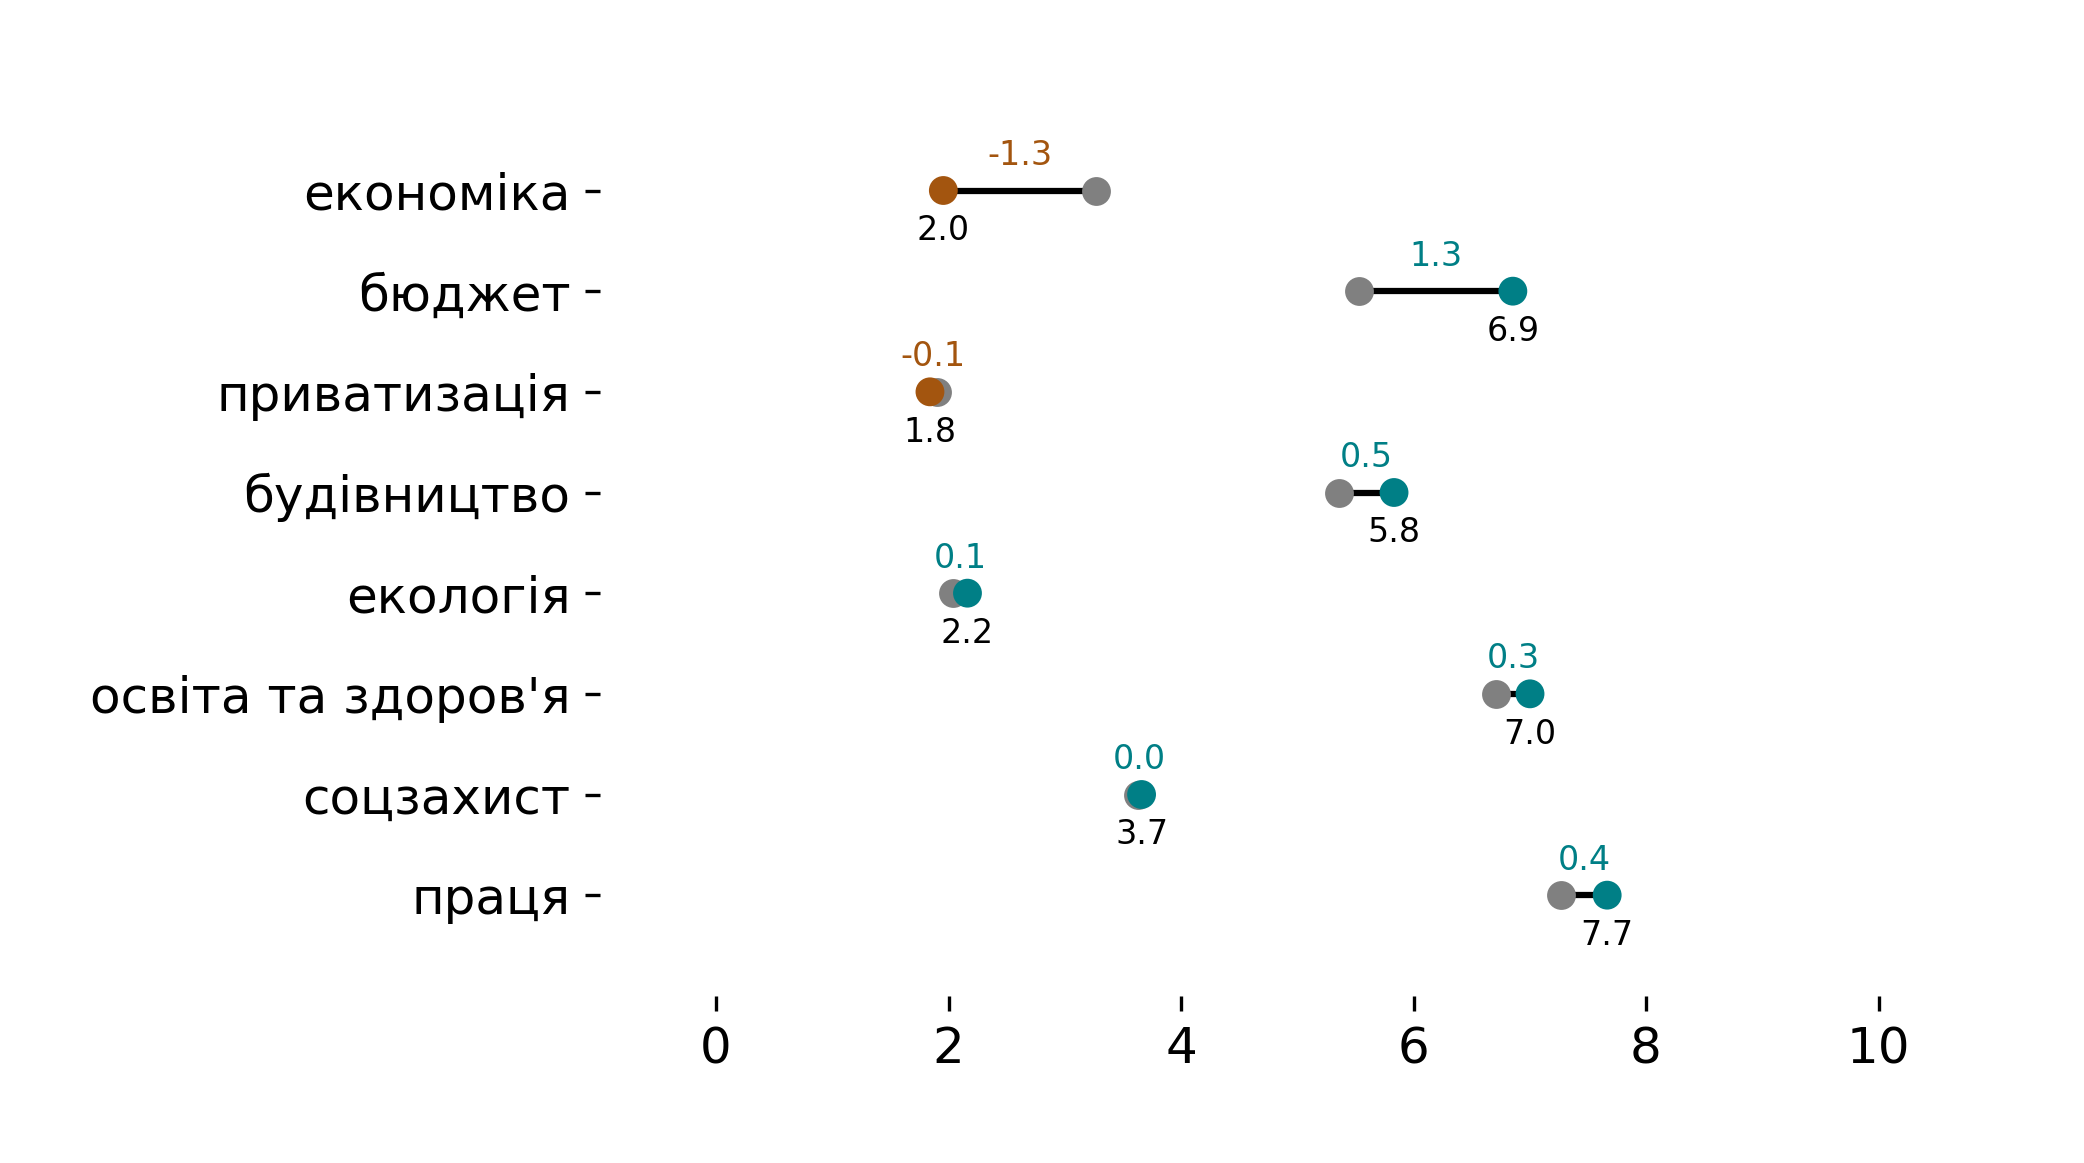 -1.3
економіка
2.0
1.3
бюджет
6.9
-0.1
приватизація
1.8
0.5
будівництво
5.8
0.1
екологія
2.2
0.3
освіта та здоров'я
7.0
0.0
соцзахист
3.7
0.4
праця
7.7
0 2 4 6 8 10